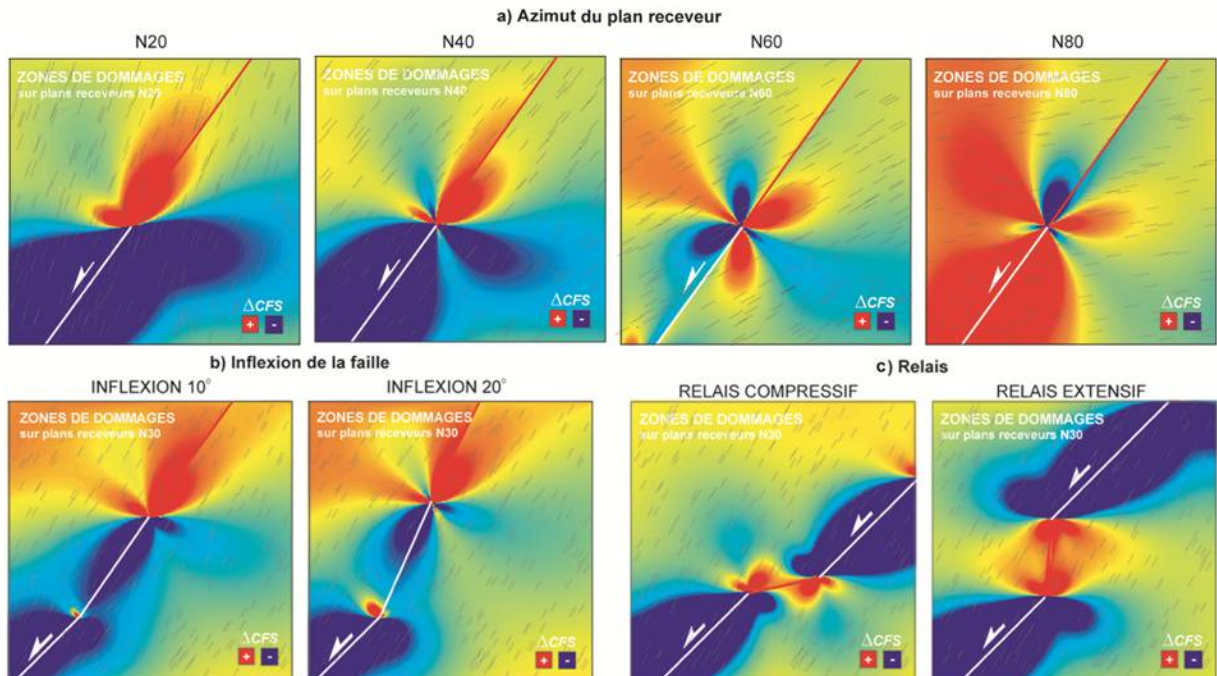 a) Azimut du plan receveur
N20
N40
N60
N80
ZONES DE DOMMAGES
sur plans receveurs N20
ZONES DE DOMMAGES
sur plans receveurs N40
ZONES DE DOMMAGES
sur plans receveurs N60
ZONES DE DOMMAGES
sur plans receveurs N80
ΔCFS
+ -
ΔCFS
+ -
ΔCFS
+ -
ΔCFS
+ -
b) Inflexion de la faille
INFLEXION 10°
INFLEXION 20°
ZONES DE DOMMAGES
sur plans receveurs N30
ZONES DE DOMMAGES
sur plans receveurs N30
ΔCFS
+ -
ΔCFS
+ -
c) Relais
RELAIS COMPRESSIF
RELAIS EXTENSIF
ZONES DE DOMMAGES
sur plans receveurs N30
ZONES DE DOMMAGES
sur plans receveurs N30
ΔCFS
+ -
ΔCFS
+ -